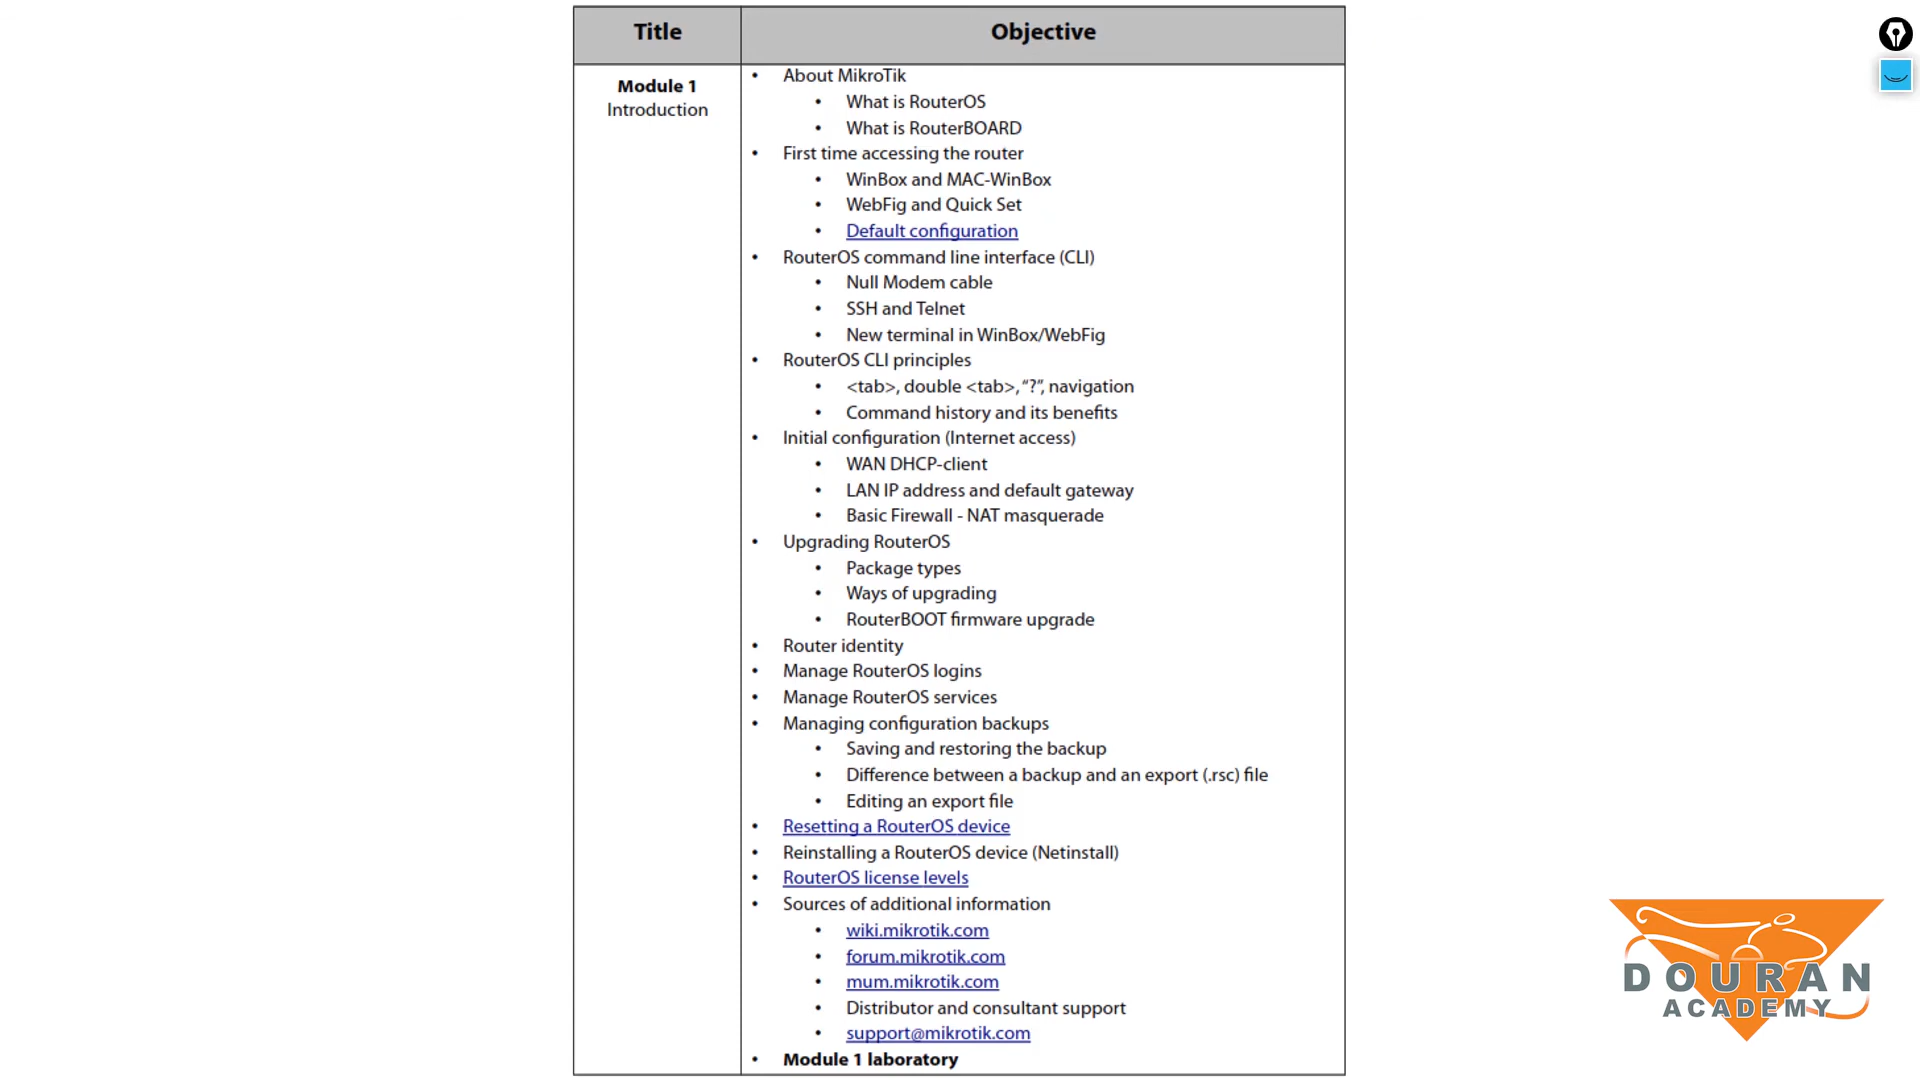 Title
Objective
Module 1
Introduction
• About MikroTik
• What is RouterOS
• What is RouterBOARD
• First time accessing the router
• WinBox and MAC-WinBox
• WebFig and Quick Set
• Default configuration
• RouterOS command line interface (CLI)
• Null Modem cable
• SSH and Telnet
• New terminal in WinBox/WebFig
• RouterOS CLI principles
• <tab>, double <tab>, “?”, navigation
• Command history and its benefits
• Initial configuration (Internet access)
• WAN DHCP-client
• LAN IP address and default gateway
• Basic Firewall - NAT masquerade
• Upgrading RouterOS
• Package types
• Ways of upgrading
• RouterBOOT firmware upgrade
• Router identity
• Manage RouterOS logins
• Manage RouterOS services
• Managing configuration backups
• Saving and restoring the backup
• Difference between a backup and an export (.rsc) file
• Editing an export file
• Resetting a RouterOS device
• Reinstalling a RouterOS device (Netinstall)
• RouterOS license levels
• Sources of additional information
• wiki.mikrotik.com
• forum.mikrotik.com
• mum.mikrotik.com
• Distributor and consultant support
• support@mikrotik.com
• Module 1 laboratory
DOURAN
ACADEMY